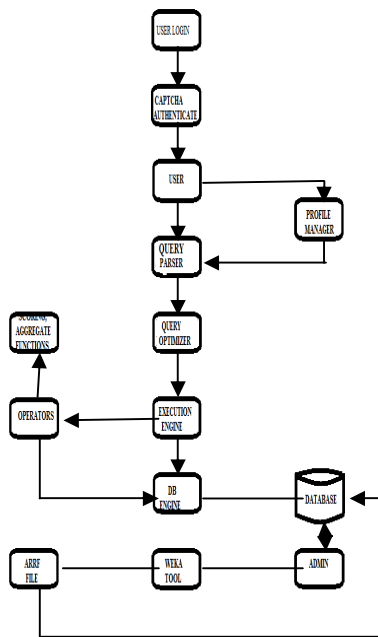 USER LOGIN
CAPTCHA
AUTHENTICATE
USER
PROFILE
MANAGER
QUERY
PARSER
QUERY
OPTIMIZER
SCORING,
AGGREGATE
FUNCTIONS
OPERATORS
EXECUTION
ENGINE
DB
ENGINE
DATABASE
ARRF
FILE
WEKA
TOOL
ADMIN